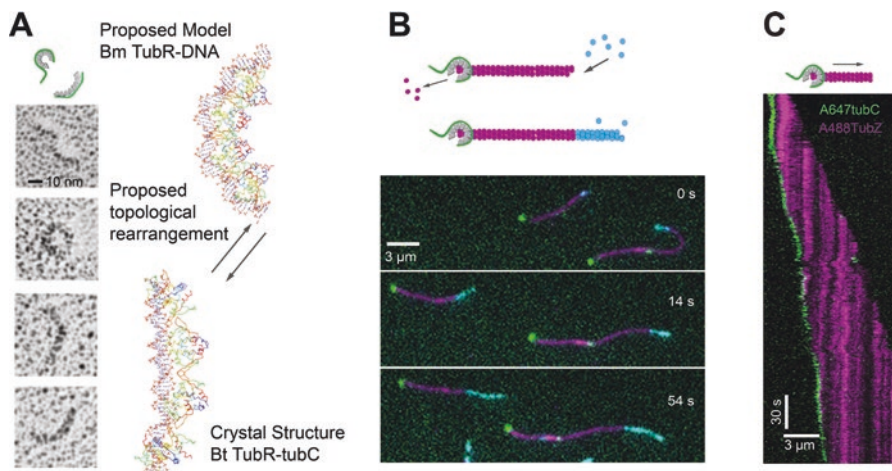 A
Proposed Model
Bm TubR-DNA
10 nm
Proposed
topological
rearrangement
Crystal Structure
Bt TubR-tubC
B
0 s
3 µm
14 s
54 s
C
A647tubC
A488TubZ
30 s
3 µm